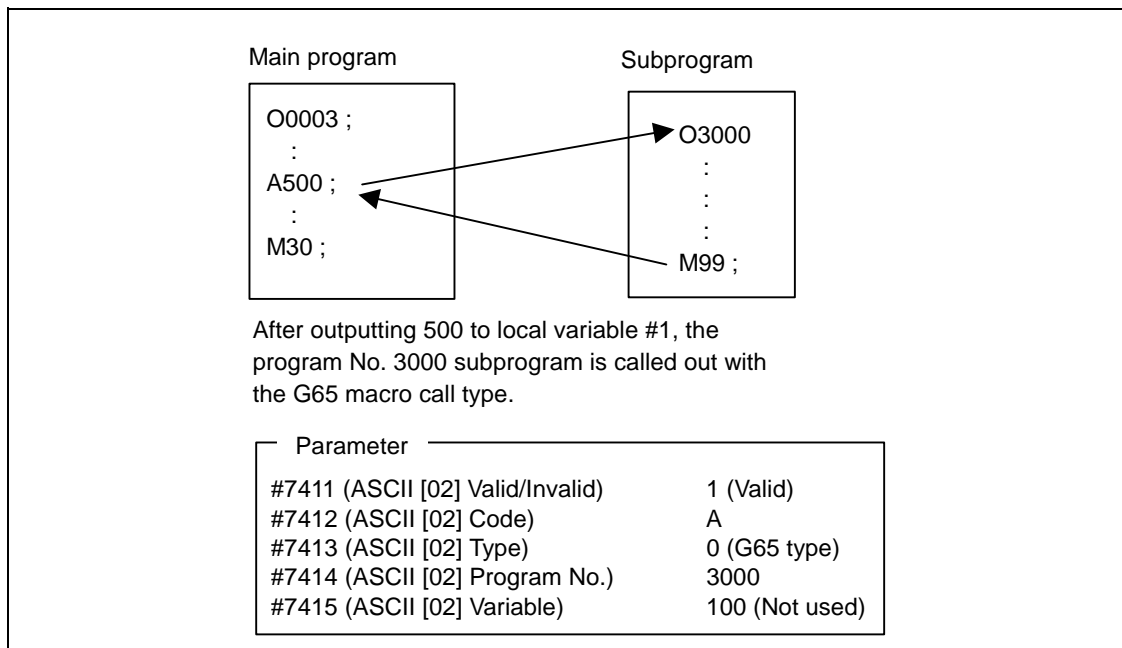 Main program
O0003 ;
:
A500 ;
:
M30 ;
Subprogram
O3000
:
:
:
M99 ;
After outputting 500 to local variable #1, the
program No. 3000 subprogram is called out with
the G65 macro call type.
Parameter
#7411 (ASCII [02] Valid/Invalid) 1 (Valid)
#7412 (ASCII [02] Code) A
#7413 (ASCII [02] Type) 0 (G65 type)
#7414 (ASCII [02] Program No.) 3000
#7415 (ASCII [02] Variable) 100 (Not used)